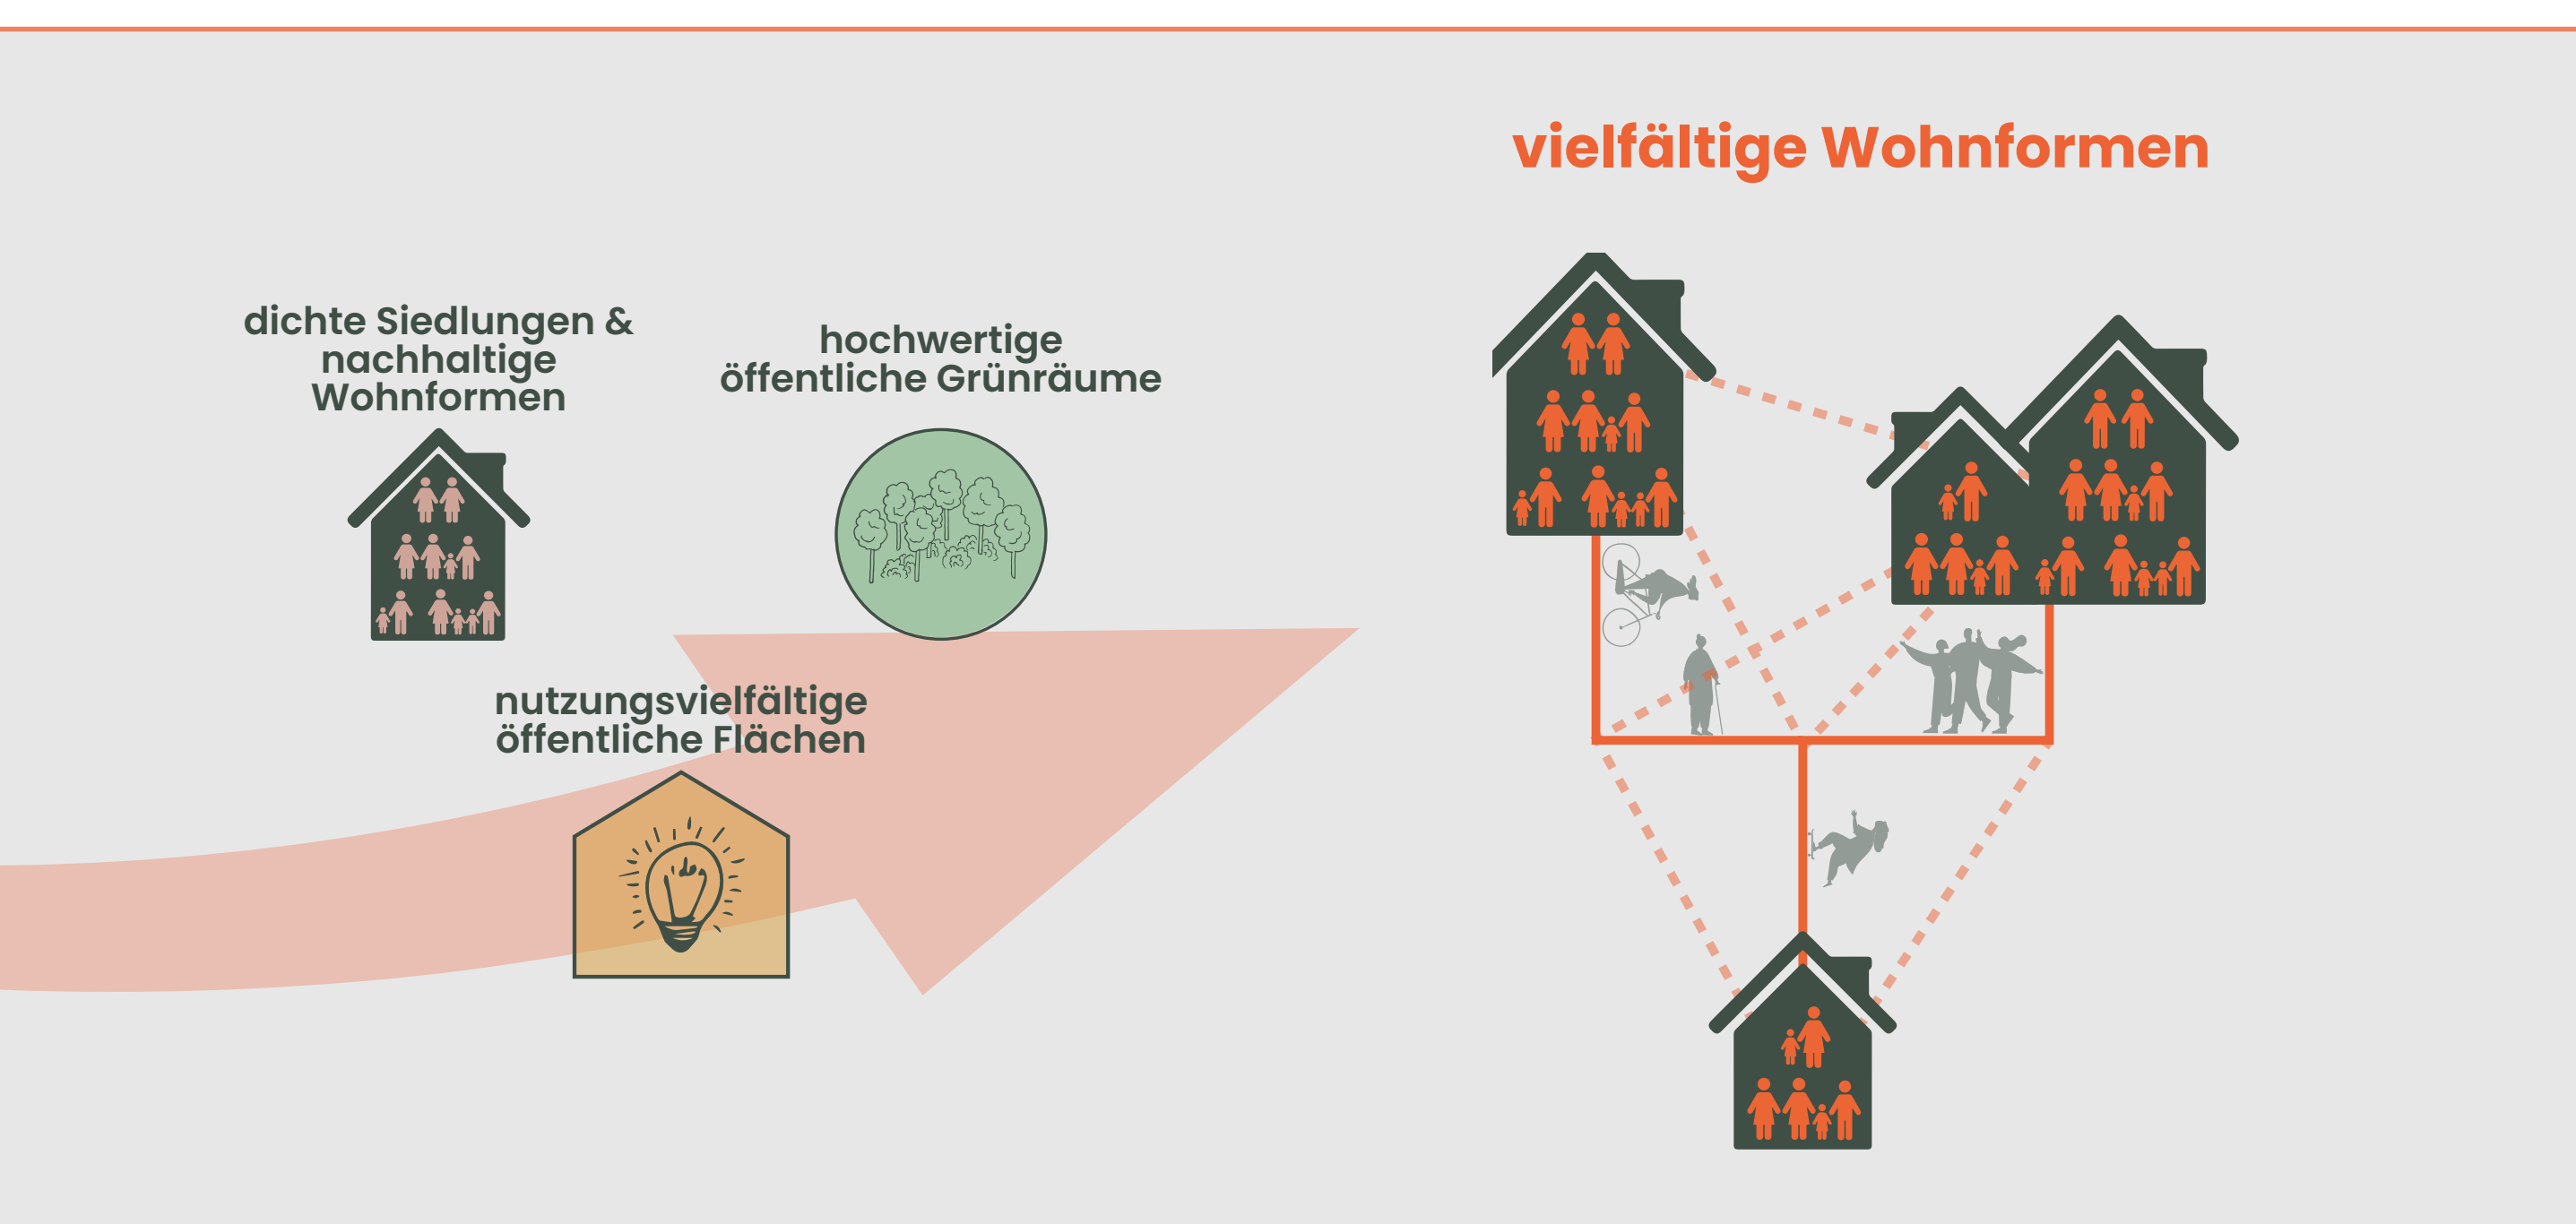 vielfältige Wohnformen
dichte Siedlungen &
nachhaltige
Wohnformen
hochwertige
öffentliche Grünräume
nutzungsvielfältige
öffentliche Flächen